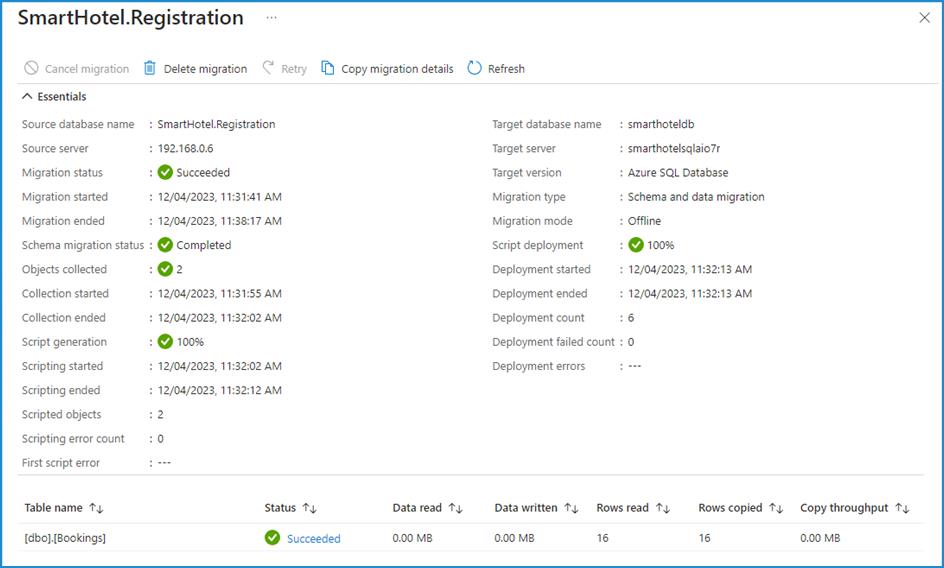 SmartHotel.Registration ...
Cancel migration Delete migration Retry Copy migration details Refresh
Essentials
Source database name : SmartHotel.Registration
Source server : 192.168.0.6
Migration status : Succeeded
Migration started : 12/04/2023, 11:31:41 AM
Migration ended : 12/04/2023, 11:38:17 AM
Schema migration status : Completed
Objects collected : 2
Collection started : 12/04/2023, 11:31:55 AM
Collection ended : 12/04/2023, 11:32:02 AM
Script generation : 100%
Scripting started : 12/04/2023, 11:32:02 AM
Scripting ended : 12/04/2023, 11:32:12 AM
Scripted objects : 2
Scripting error count : 0
First script error : ---
Target database name : smarthoteldb
Target server : smarthotelsqlaio7r
Target version : Azure SQL Database
Migration type : Schema and data migration
Migration mode : Offline
Script deployment : 100%
Deployment started : 12/04/2023, 11:32:13 AM
Deployment ended : 12/04/2023, 11:32:13 AM
Deployment count : 6
Deployment failed count : 0
Deployment errors : ---
Table name Status Data read Data written Rows read Rows copied Copy throughput
[dbo].[Bookings] Succeeded 0.00 MB 0.00 MB 16 16 0.00 MB